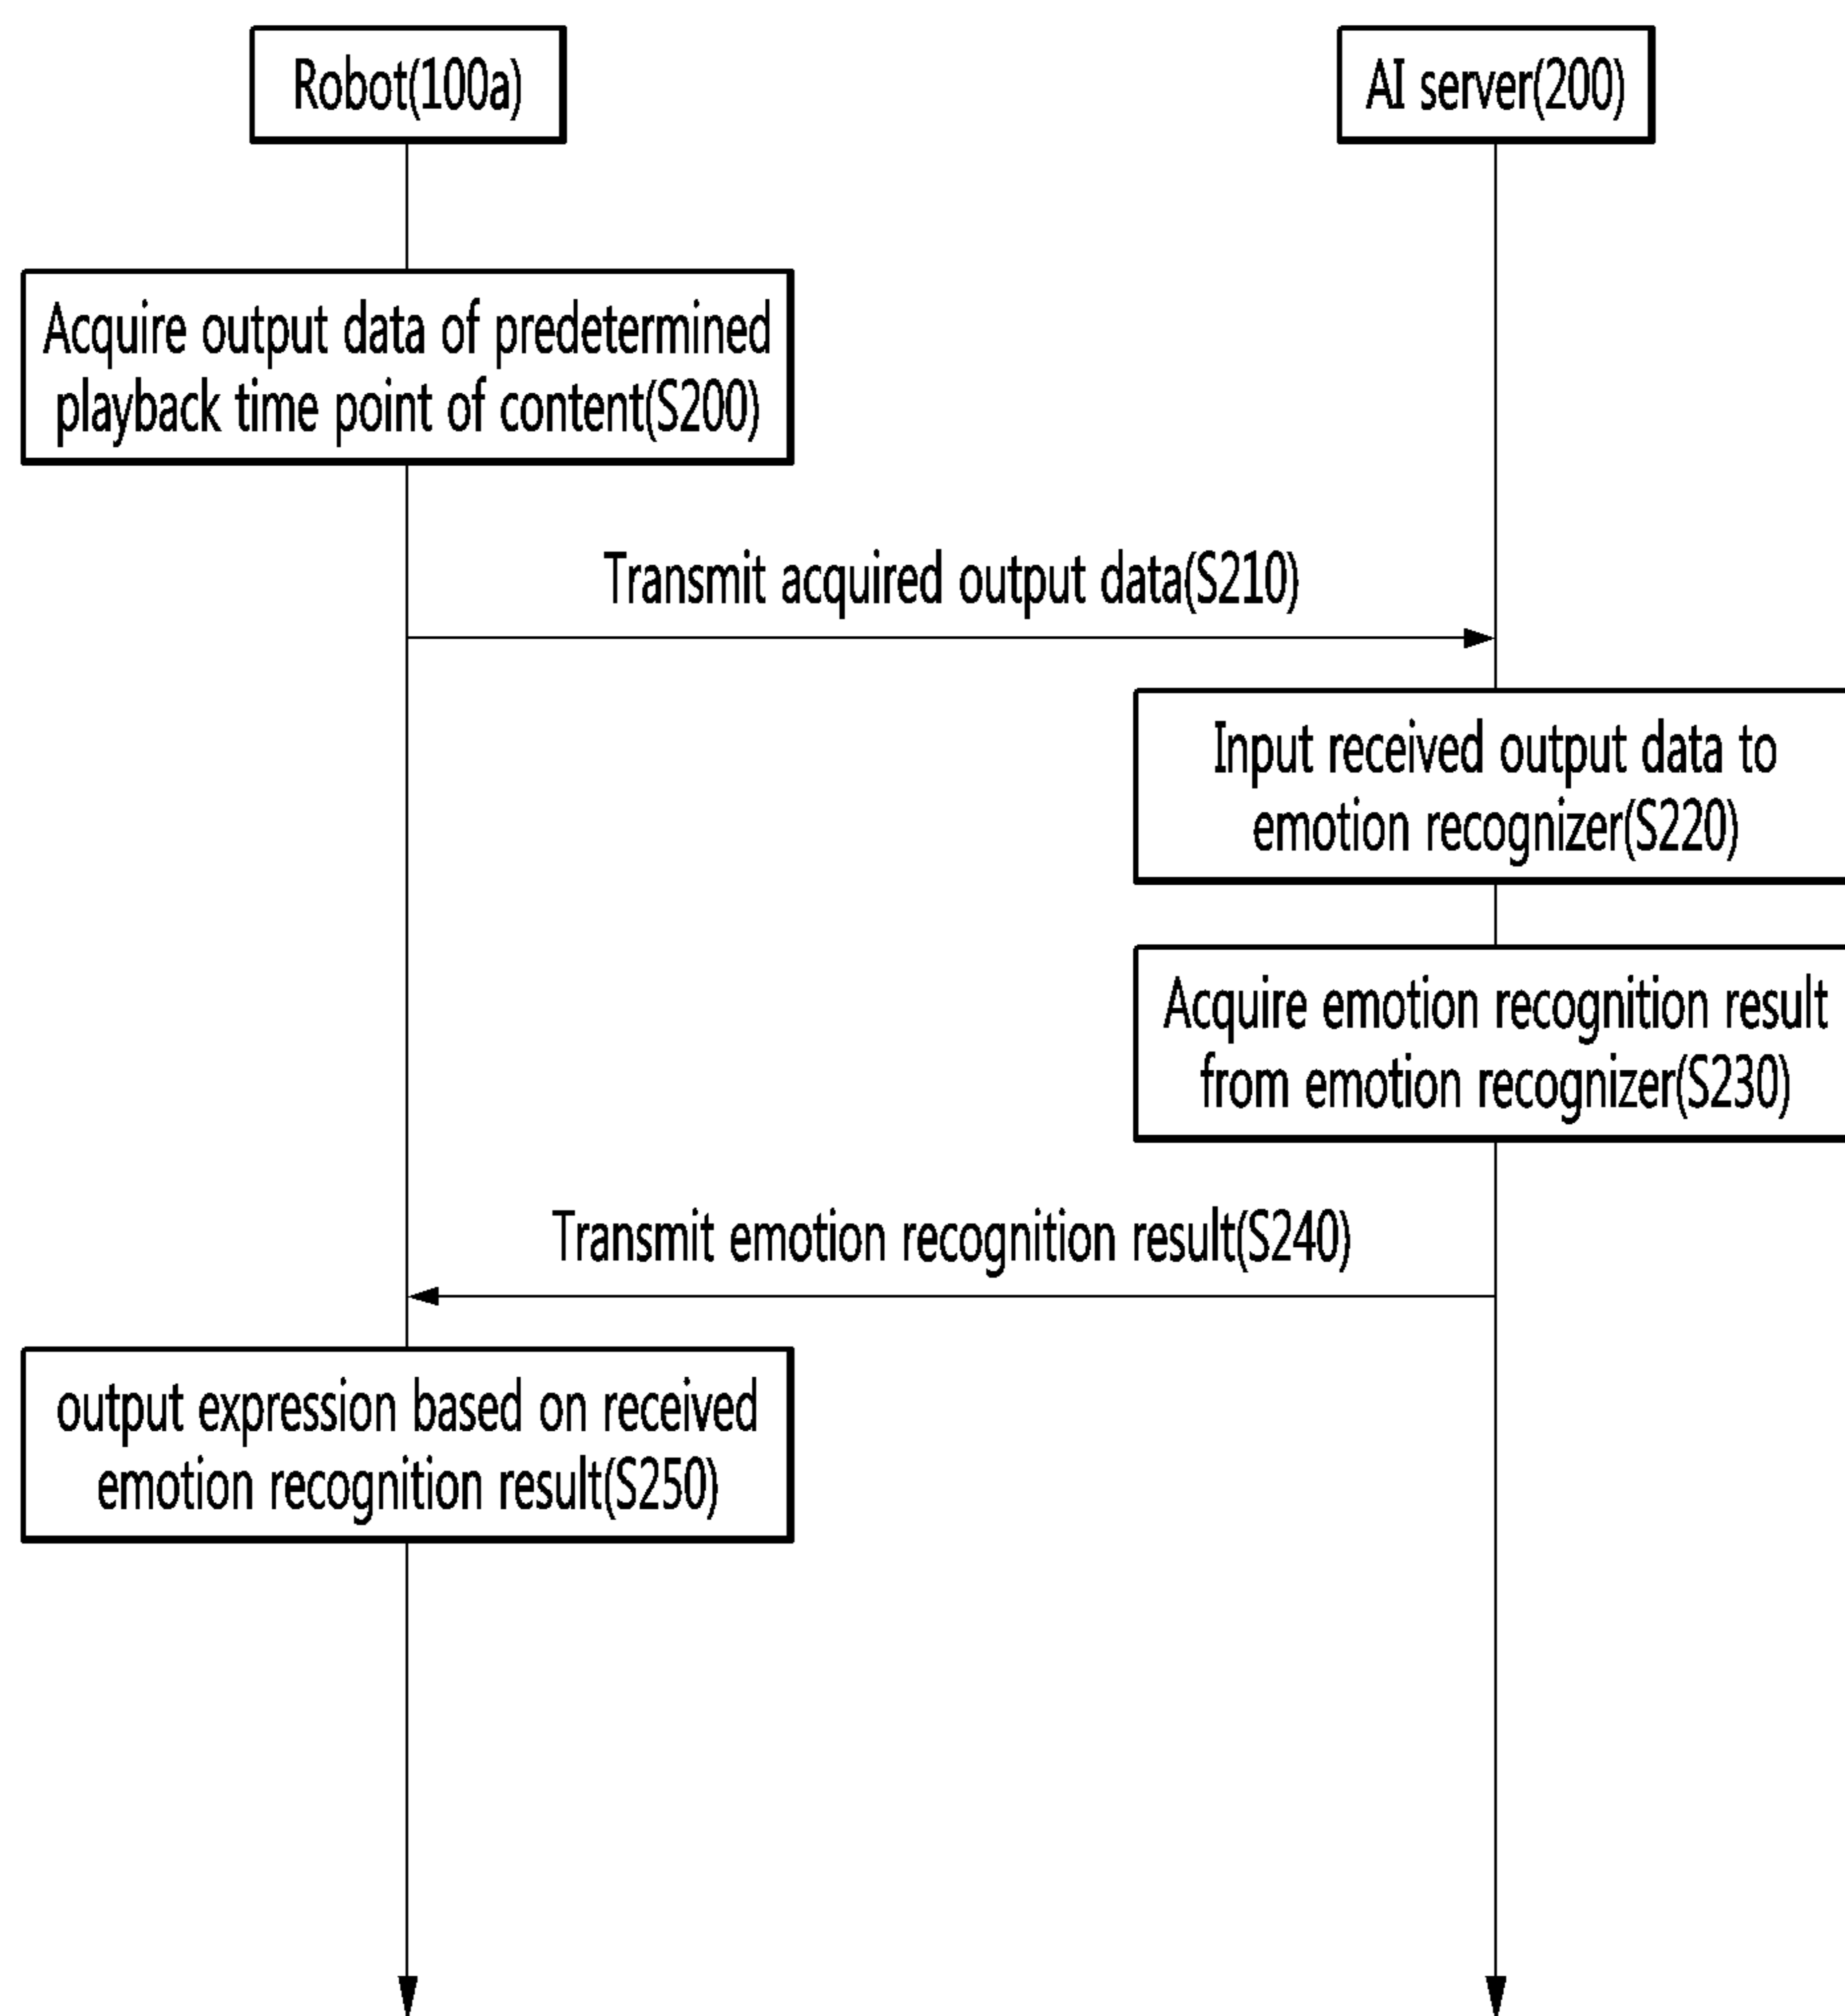 Robot(100a)
AI server(200)
Acquire output data of predetermined
playback time point of content(S200)
Transmit acquired output data(S210)
Input received output data to
emotion recognizer(S220)
Acquire emotion recognition result
from emotion recognizer(S230)
Transmit emotion recognition result(S240)
output expression based on received
emotion recognition result(S250)